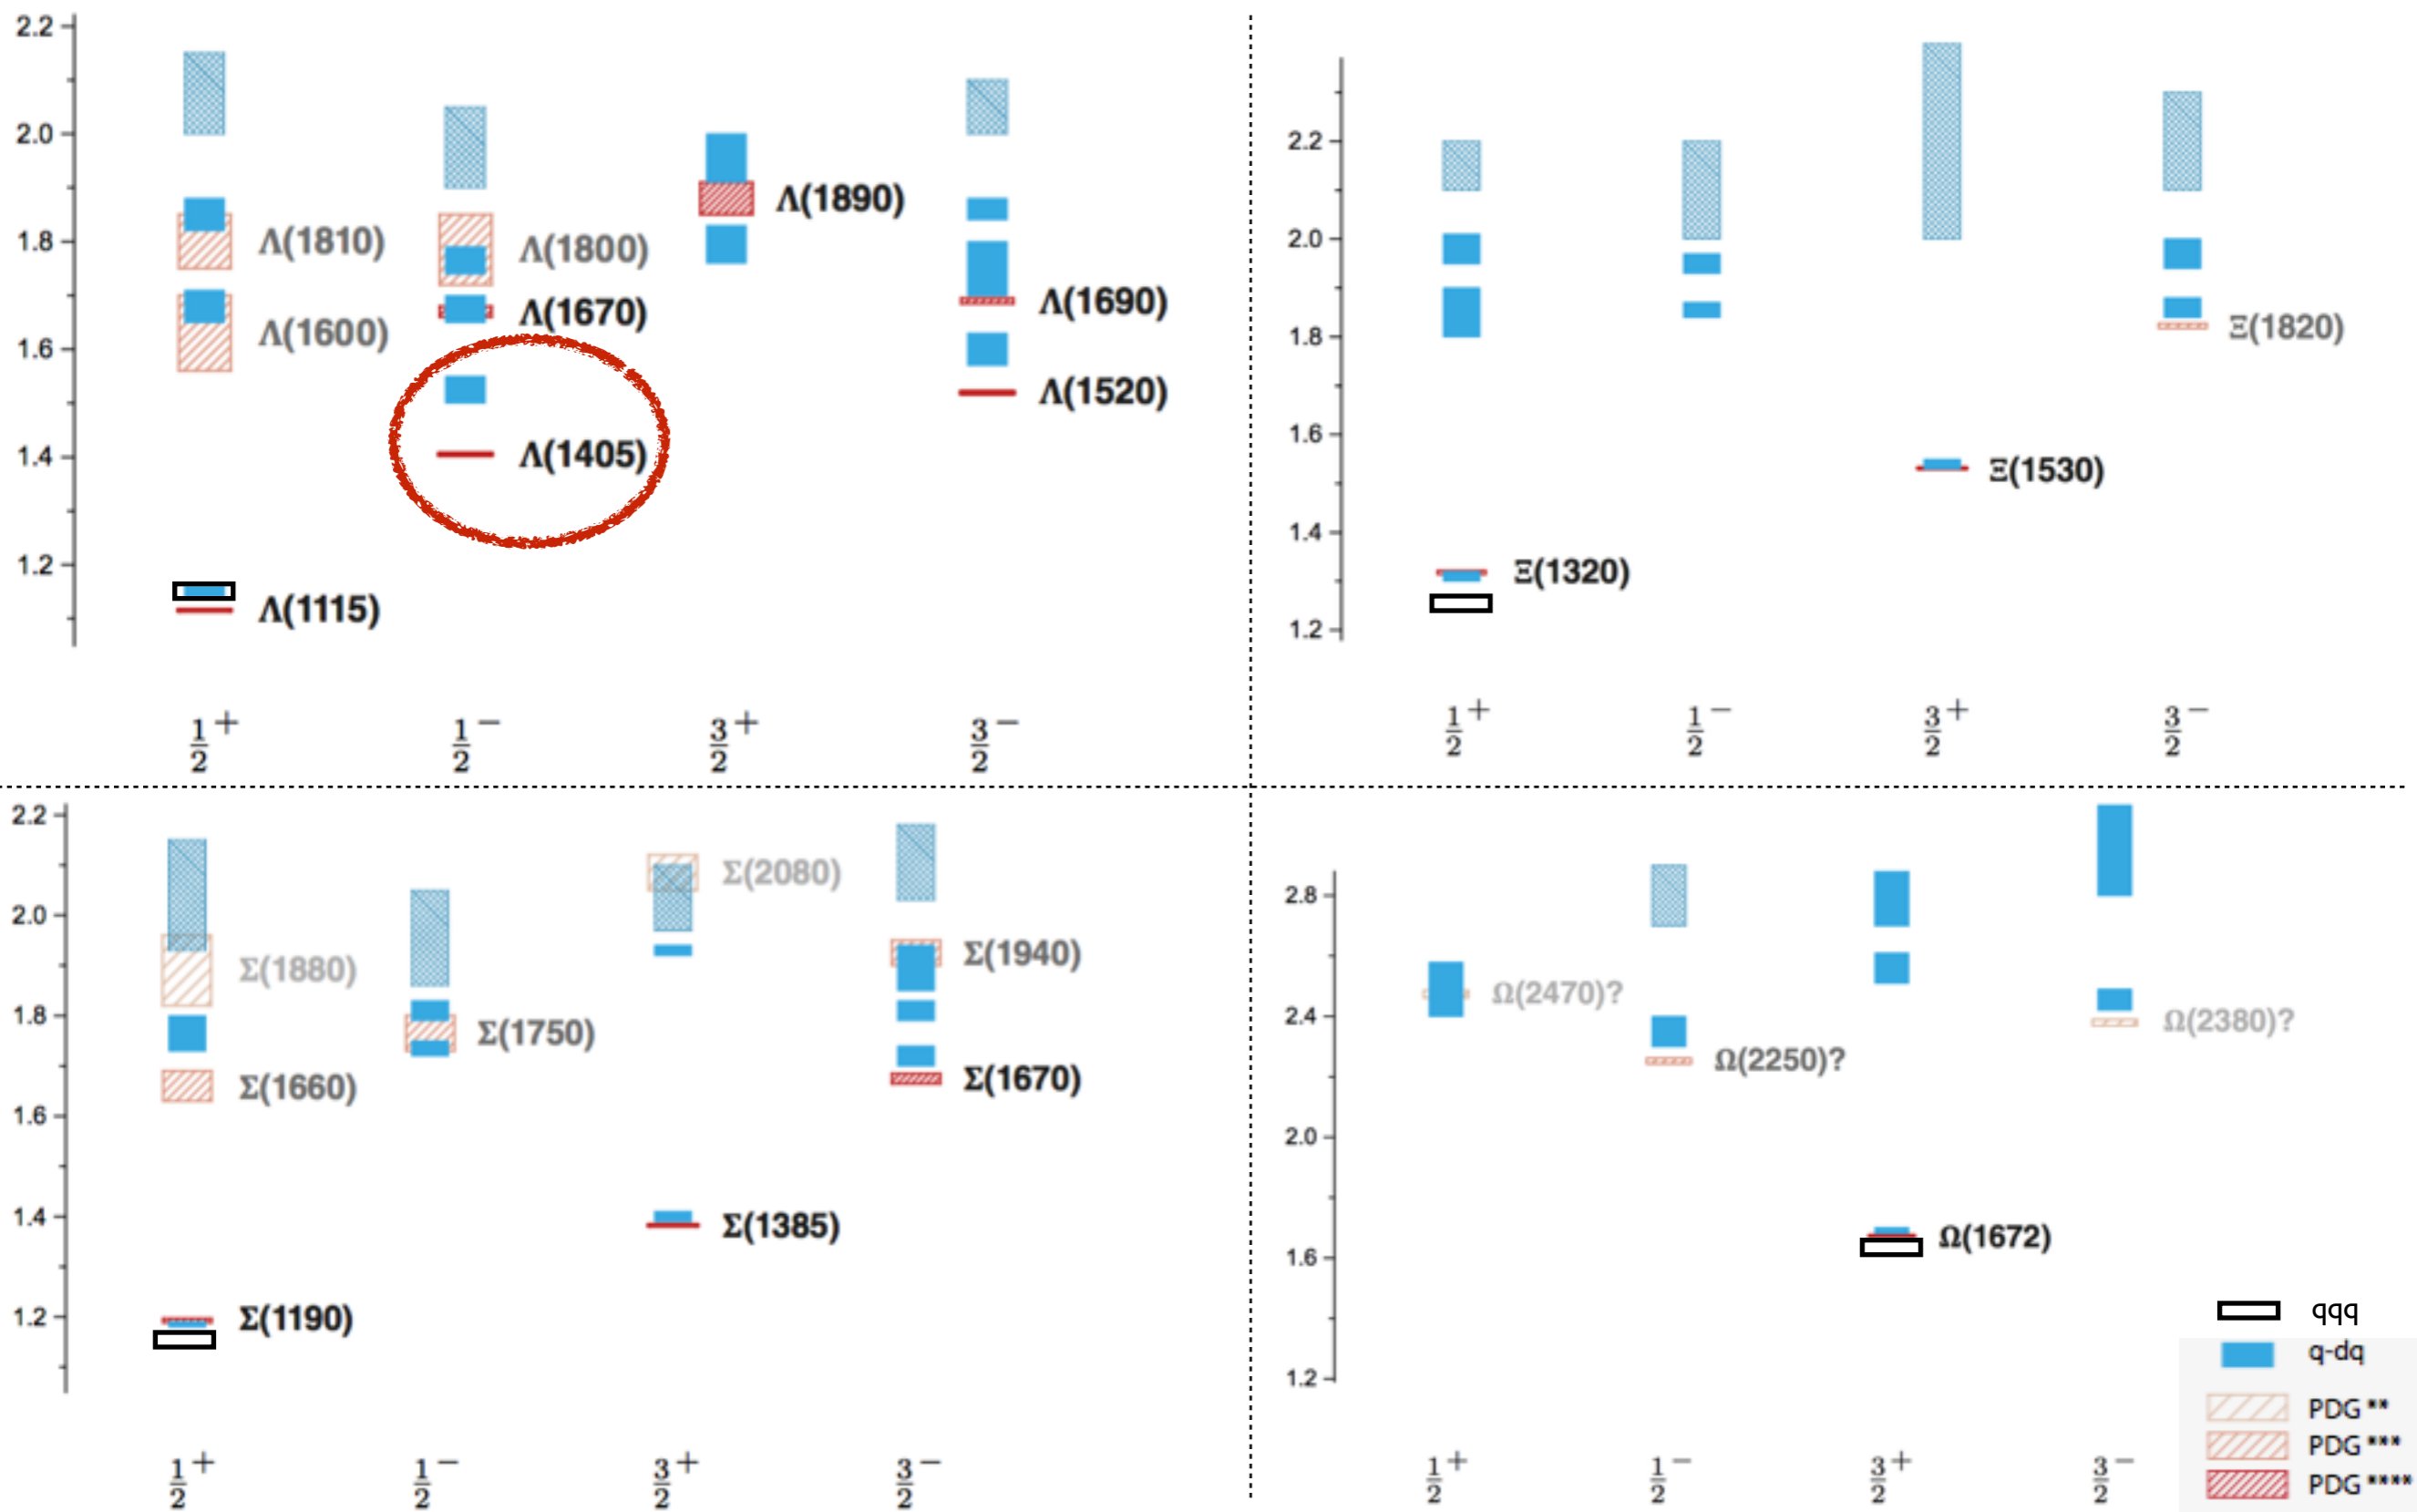 2.2
2.0
1.8
1.6
1.4
1.2
Λ(1810)
Λ(1600)
Λ(1115)
Λ(1800)
Λ(1670)
Λ(1405)
Λ(1890)
Λ(1690)
Λ(1520)
1/2+ 1/2− 3/2+ 3/2−
2.2
2.0
1.8
1.6
1.4
1.2
Ξ(1320)
Ξ(1530)
Ξ(1820)
1/2+ 1/2− 3/2+ 3/2−
2.2
2.0
1.8
1.6
1.4
1.2
Σ(1880)
Σ(1660)
Σ(1190)
Σ(1750)
Σ(2080)
Σ(1385)
Σ(1940)
Σ(1670)
1/2+ 1/2− 3/2+ 3/2−
2.8
2.4
2.0
1.6
1.2
Ω(2470)?
Ω(2250)?
Ω(1672)
Ω(2380)?
1/2+ 1/2− 3/2+ 3/2−
qqq
q-dq
PDG **
PDG ***
PDG ****